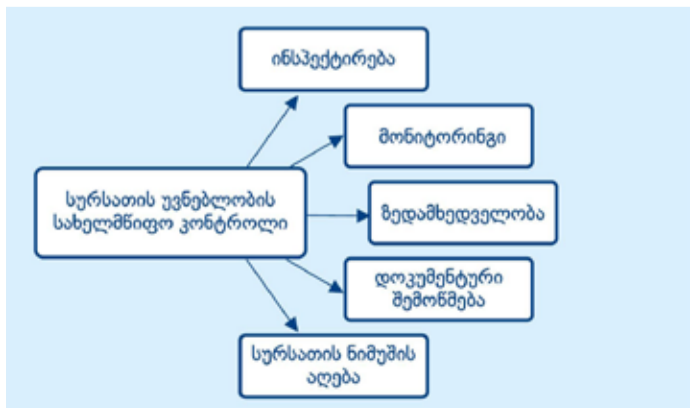 ინსპექტირება
მონიტორინგი
სურსათის უვნებლობის
სახელმწიფო კონტროლი
ზედამხედველობა
დოკუმენტური
შემოწმება
სურსათის ნიმუშის
აღება